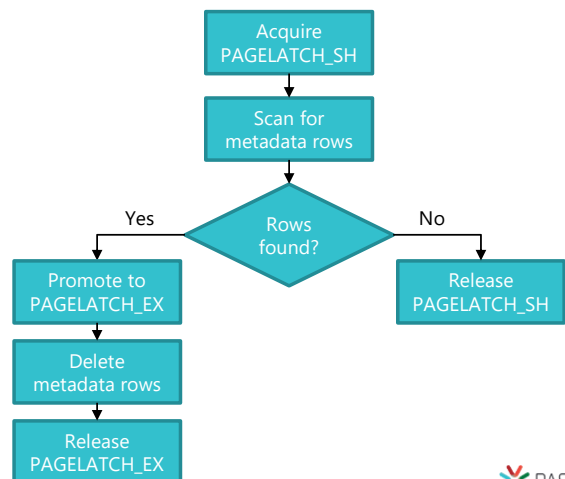 Acquire
PAGELATCH_SH
Scan for
metadata rows
Rows
found?
Yes
No
Promote to
PAGELATCH_EX
Release
PAGELATCH_SH
Delete
metadata rows
Release
PAGELATCH_EX